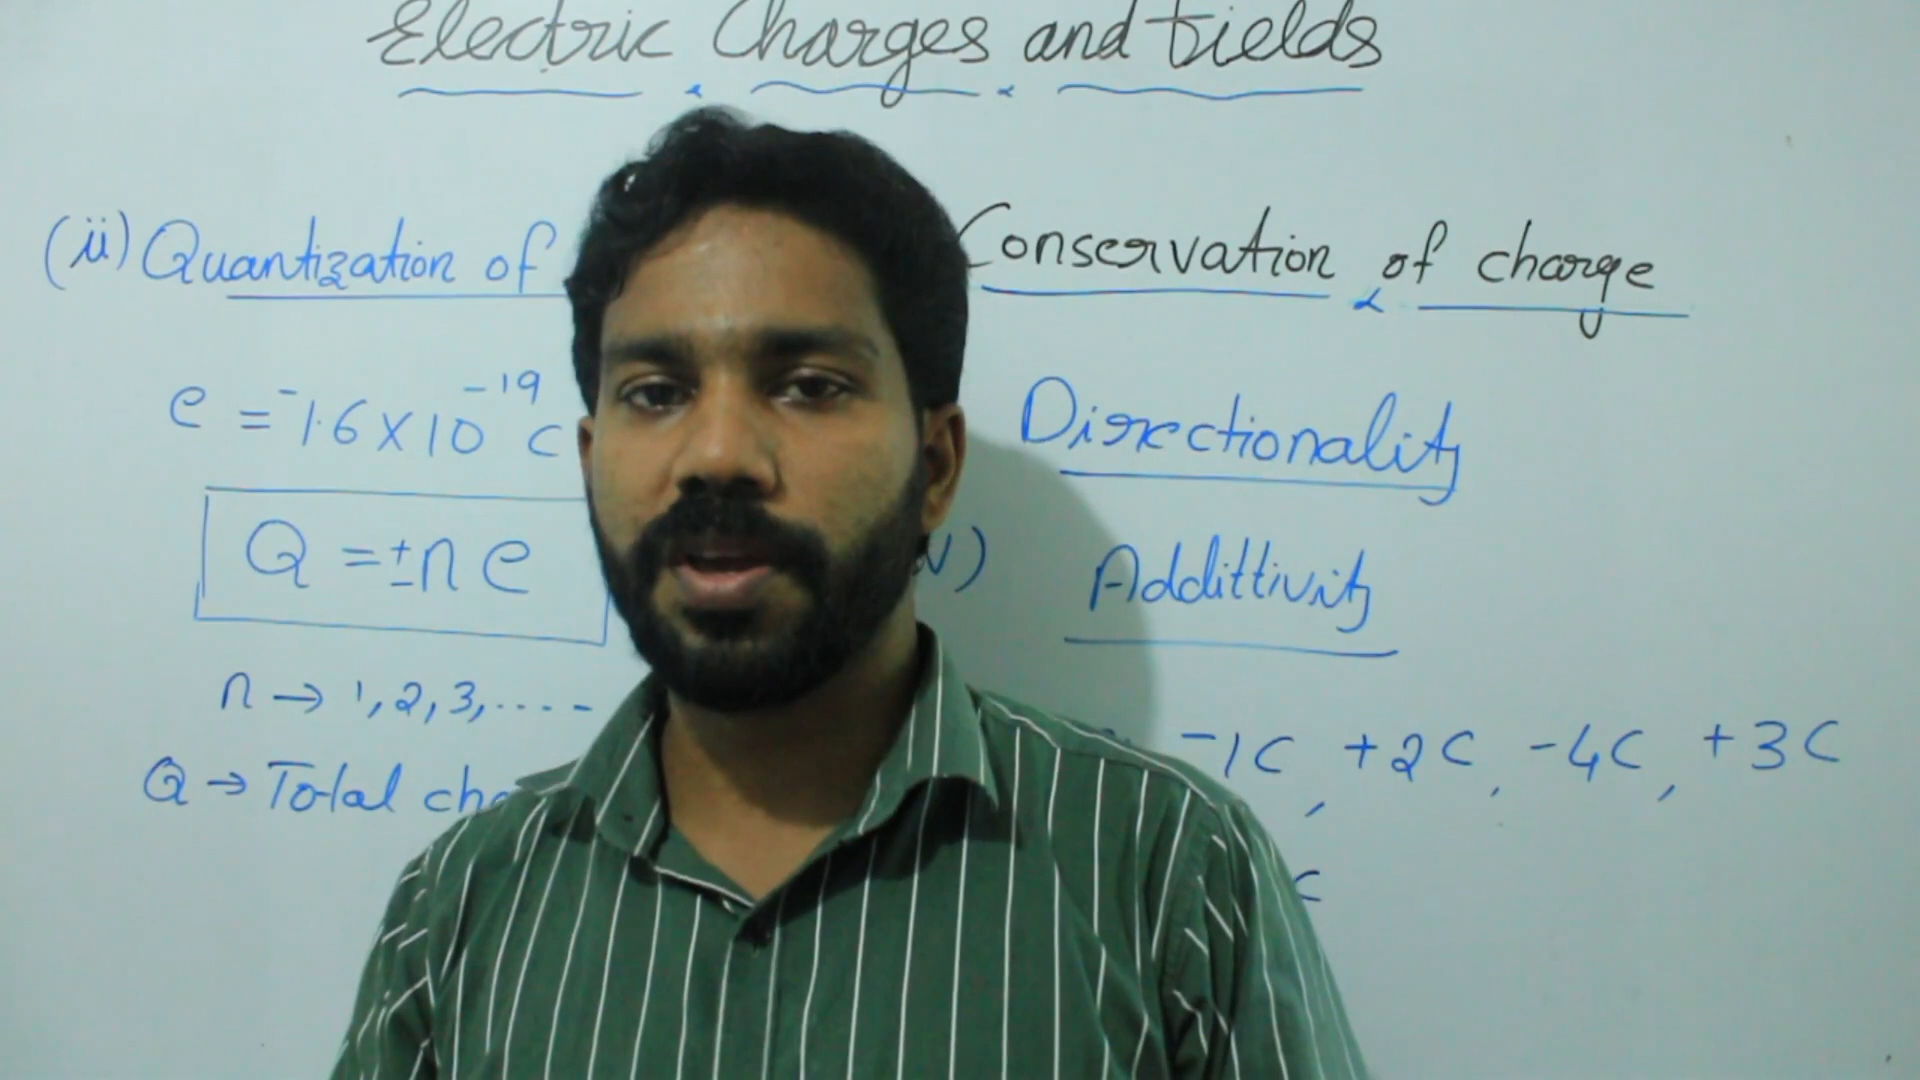 Electric Charges and Fields
(ii) Quantization of
Conservation of charge
e = -1.6 x 10^-19 C
Directionality
Q = ±ne
V) Addittivity
n → 1, 2, 3, .....
Q → Total
-1C, +2C, -4C, +3C
C